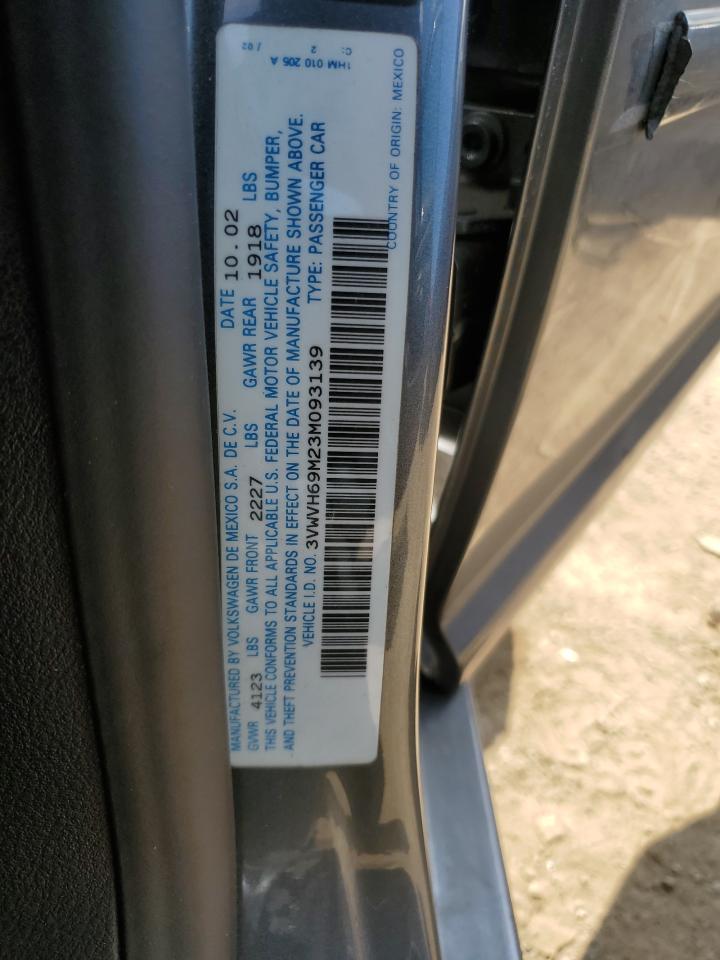 MANUFACTURED BY VOLKSWAGEN DE MEXICO S.A. DE C.V. DATE 10.02
GVWR 4123 LBS GAWR FRONT 2227 LBS GAWR REAR 1918 LBS
THIS VEHICLE CONFORMS TO ALL APPLICABLE U.S. FEDERAL MOTOR VEHICLE SAFETY, BUMPER,
AND THEFT PREVENTION STANDARDS IN EFFECT ON THE DATE OF MANUFACTURE SHOWN ABOVE.
VEHICLE I.D. NO. 3VWVH69M23M093139 TYPE: PASSENGER CAR
COUNTRY OF ORIGIN: MEXICO
/ 02
C: 2
1HM 010 205 A